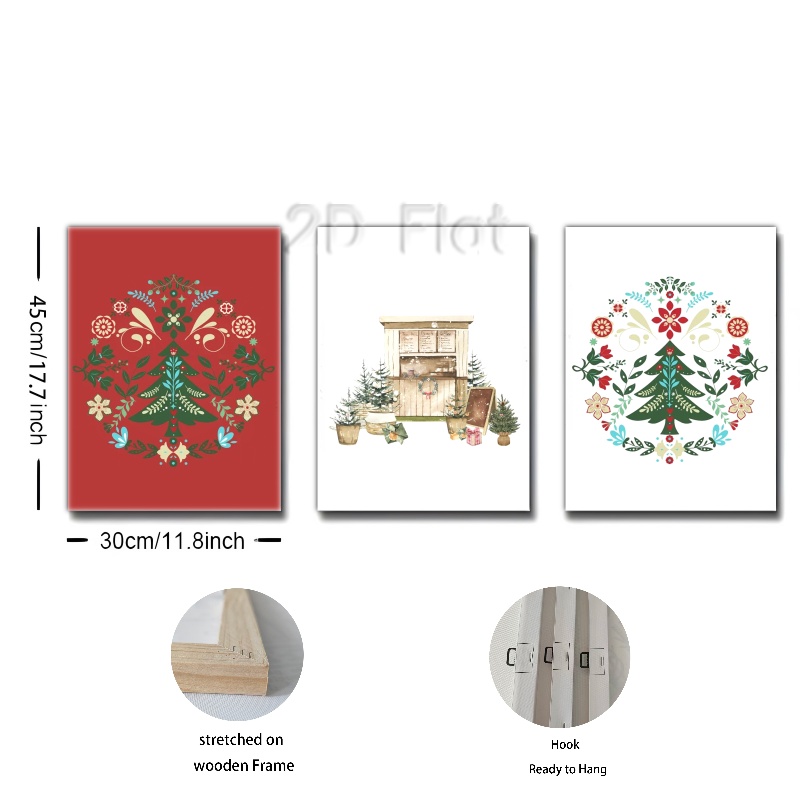 2D Flat
45cm/17.7inch
30cm/11.8inch
stretched on
wooden Frame
Hook
Ready to Hang